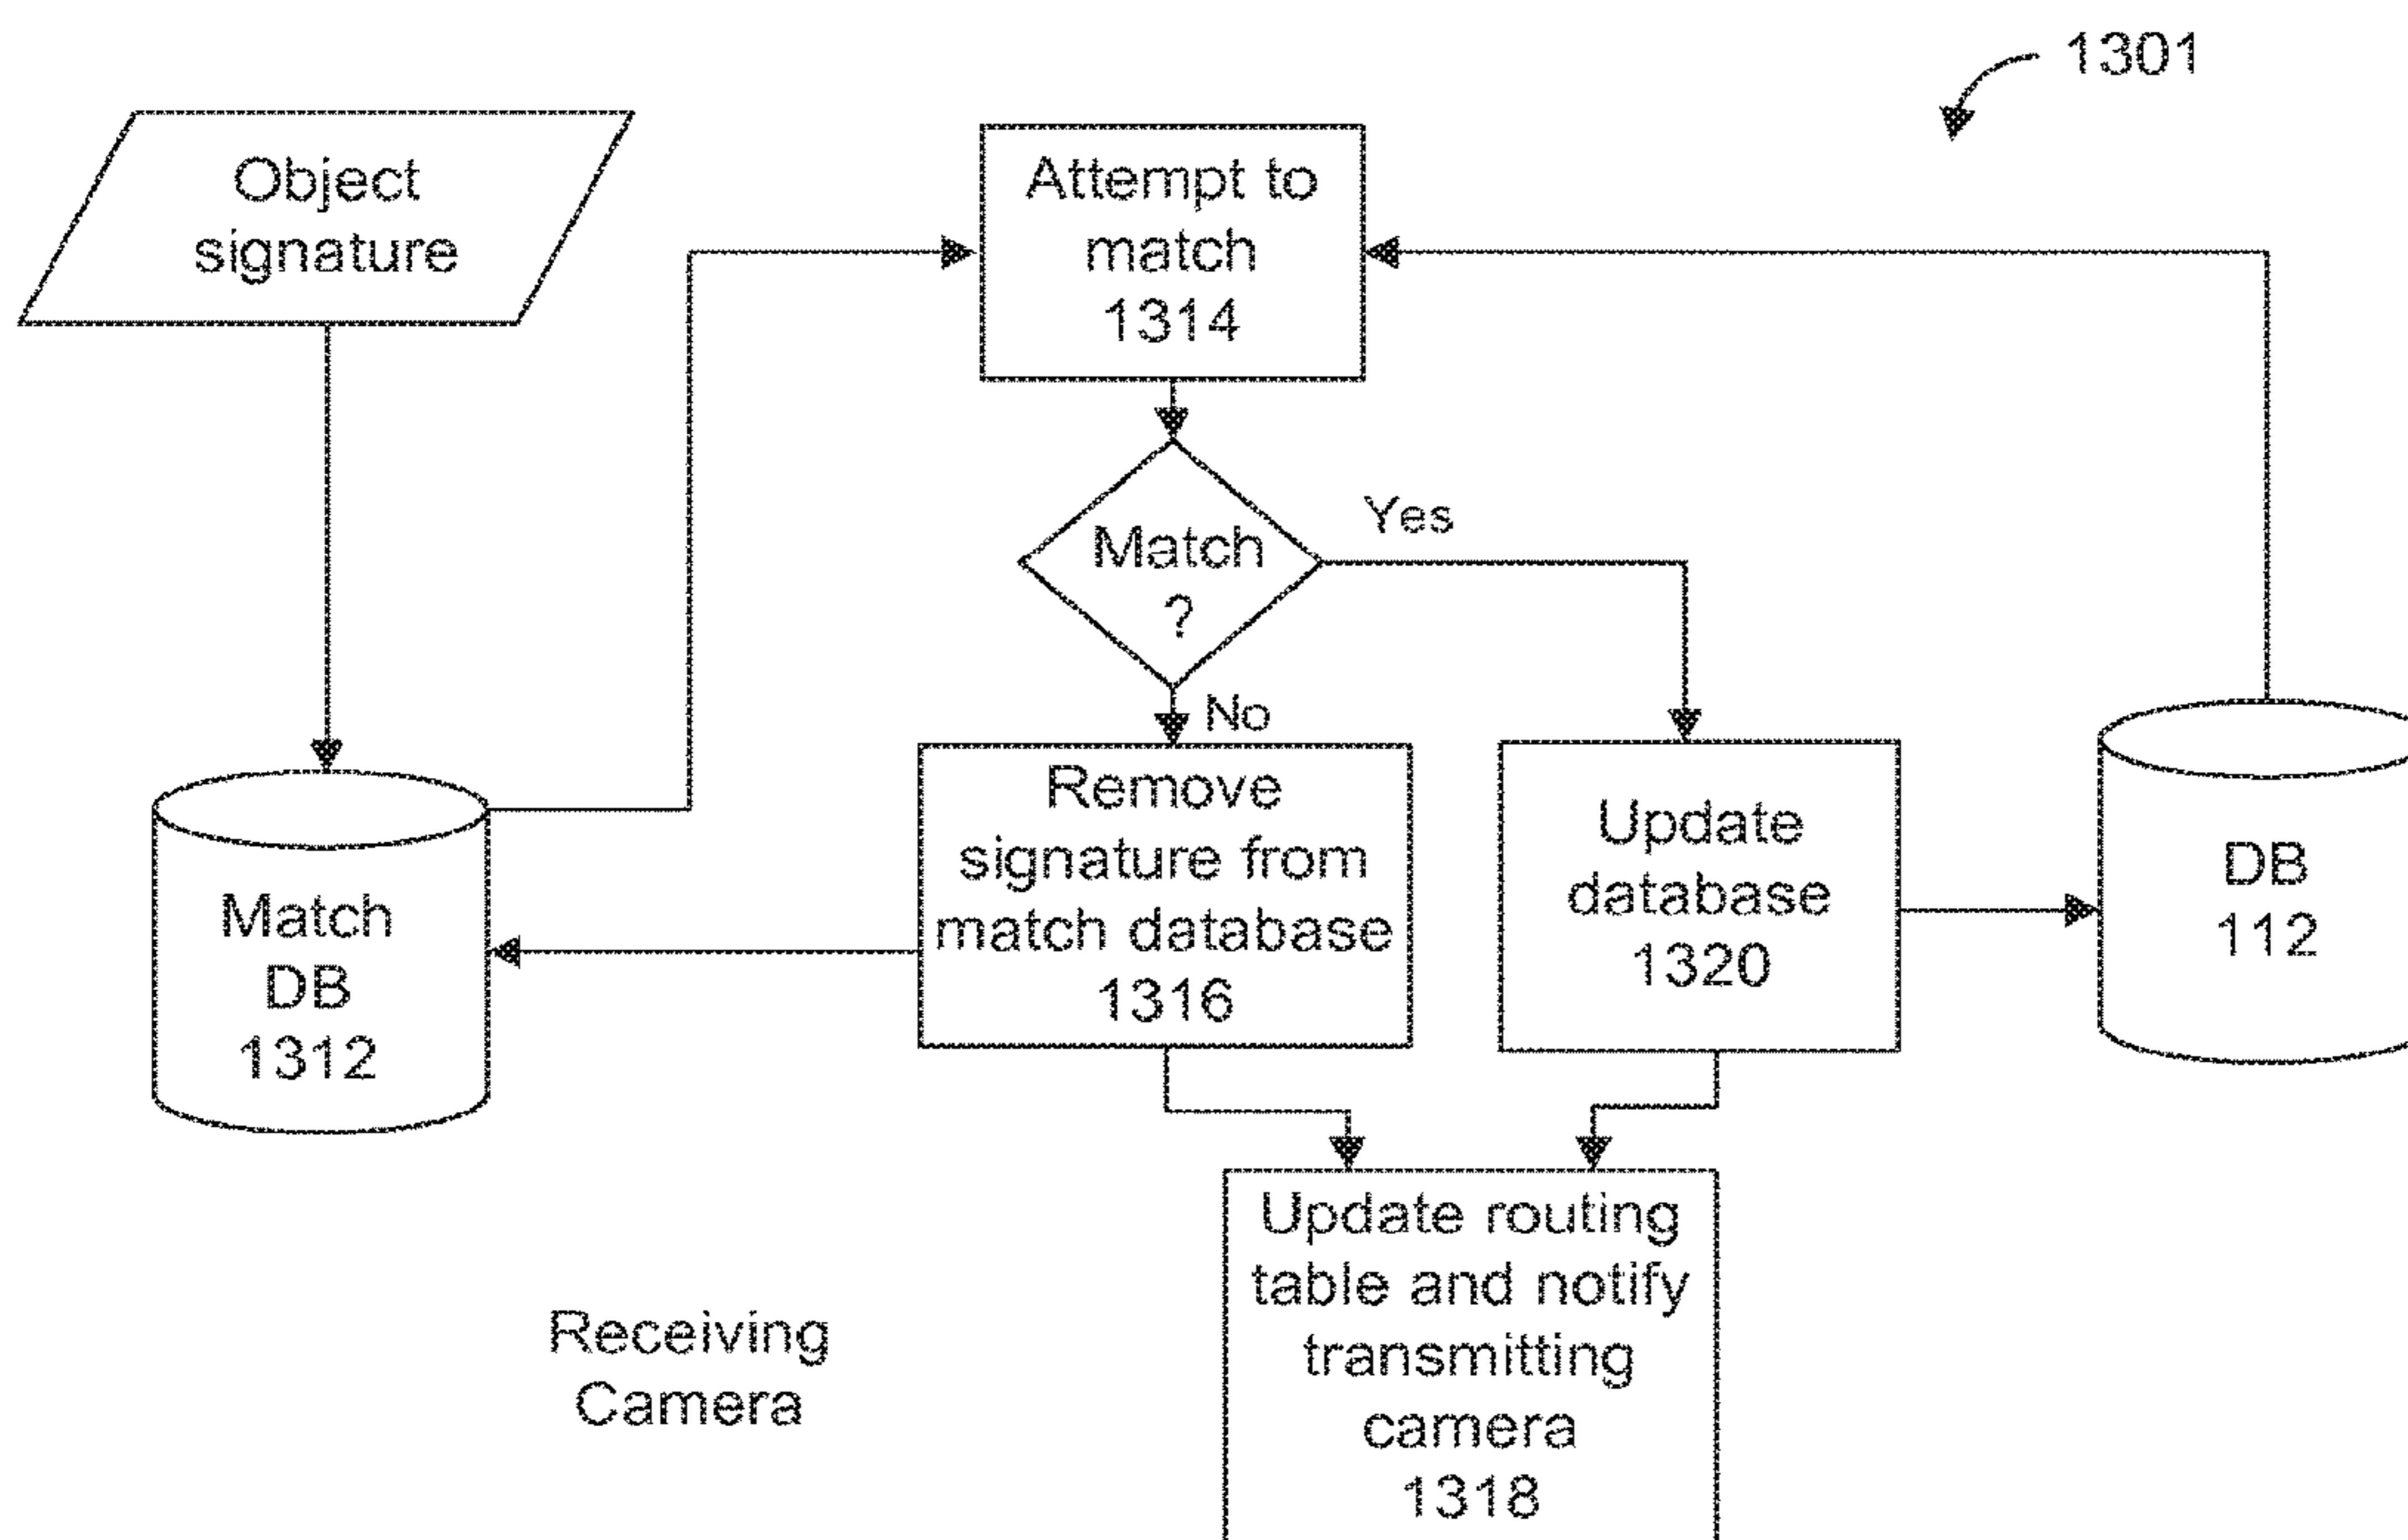 1301
Object
signature
Attempt to
match
1314
Match
?
Yes
No
Match
DB
1312
Remove
signature from
match database
1316
Update
database
1320
DB
112
Update routing
table and notify
transmitting
camera
1318
Receiving
Camera